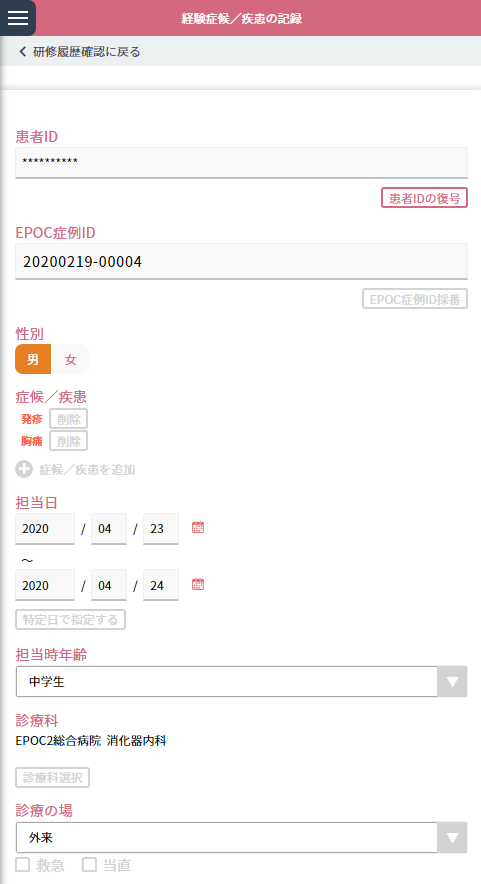 経験症候／疾患の記録
研修履歴確認に戻る
患者ID
**********
患者IDの復号
EPOC症例ID
20200219-00004
EPOC症例ID採番
性別
男 女
症候／疾患
発疹 削除
胸痛 削除
症候／疾患を追加
担当日
2020 / 04 / 23
～
2020 / 04 / 24
特定日で指定する
担当時年齢
中学生
診療科
EPOC2総合病院 消化器内科
診療科選択
診療の場
外来
救急 当直